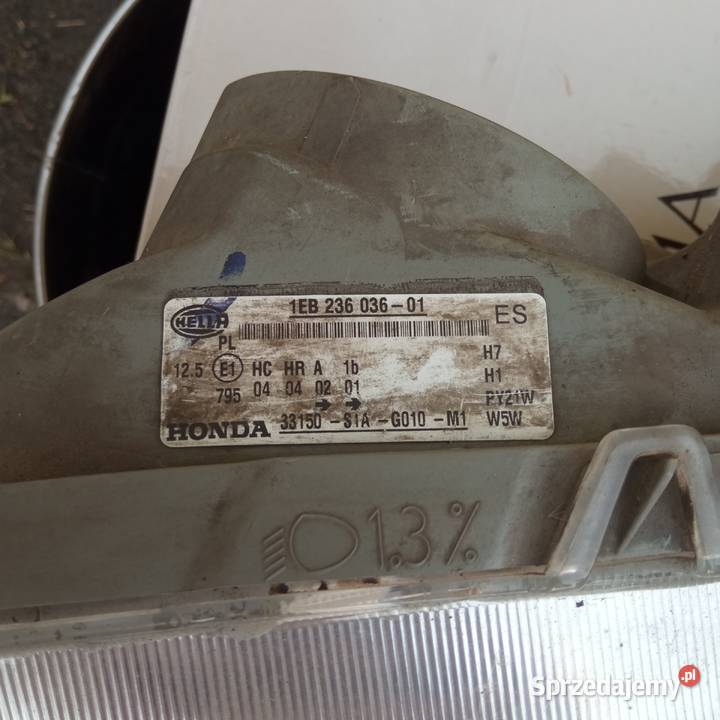 1EB 236 036-01
HELLA
ES
PL
H7
12.5 E1 HC HR A 1b
H1
795 04 04 02 01
PY21W
HONDA 33150-S1A-G010-M1 W5W
1.3%
Sprzedajemy.pl